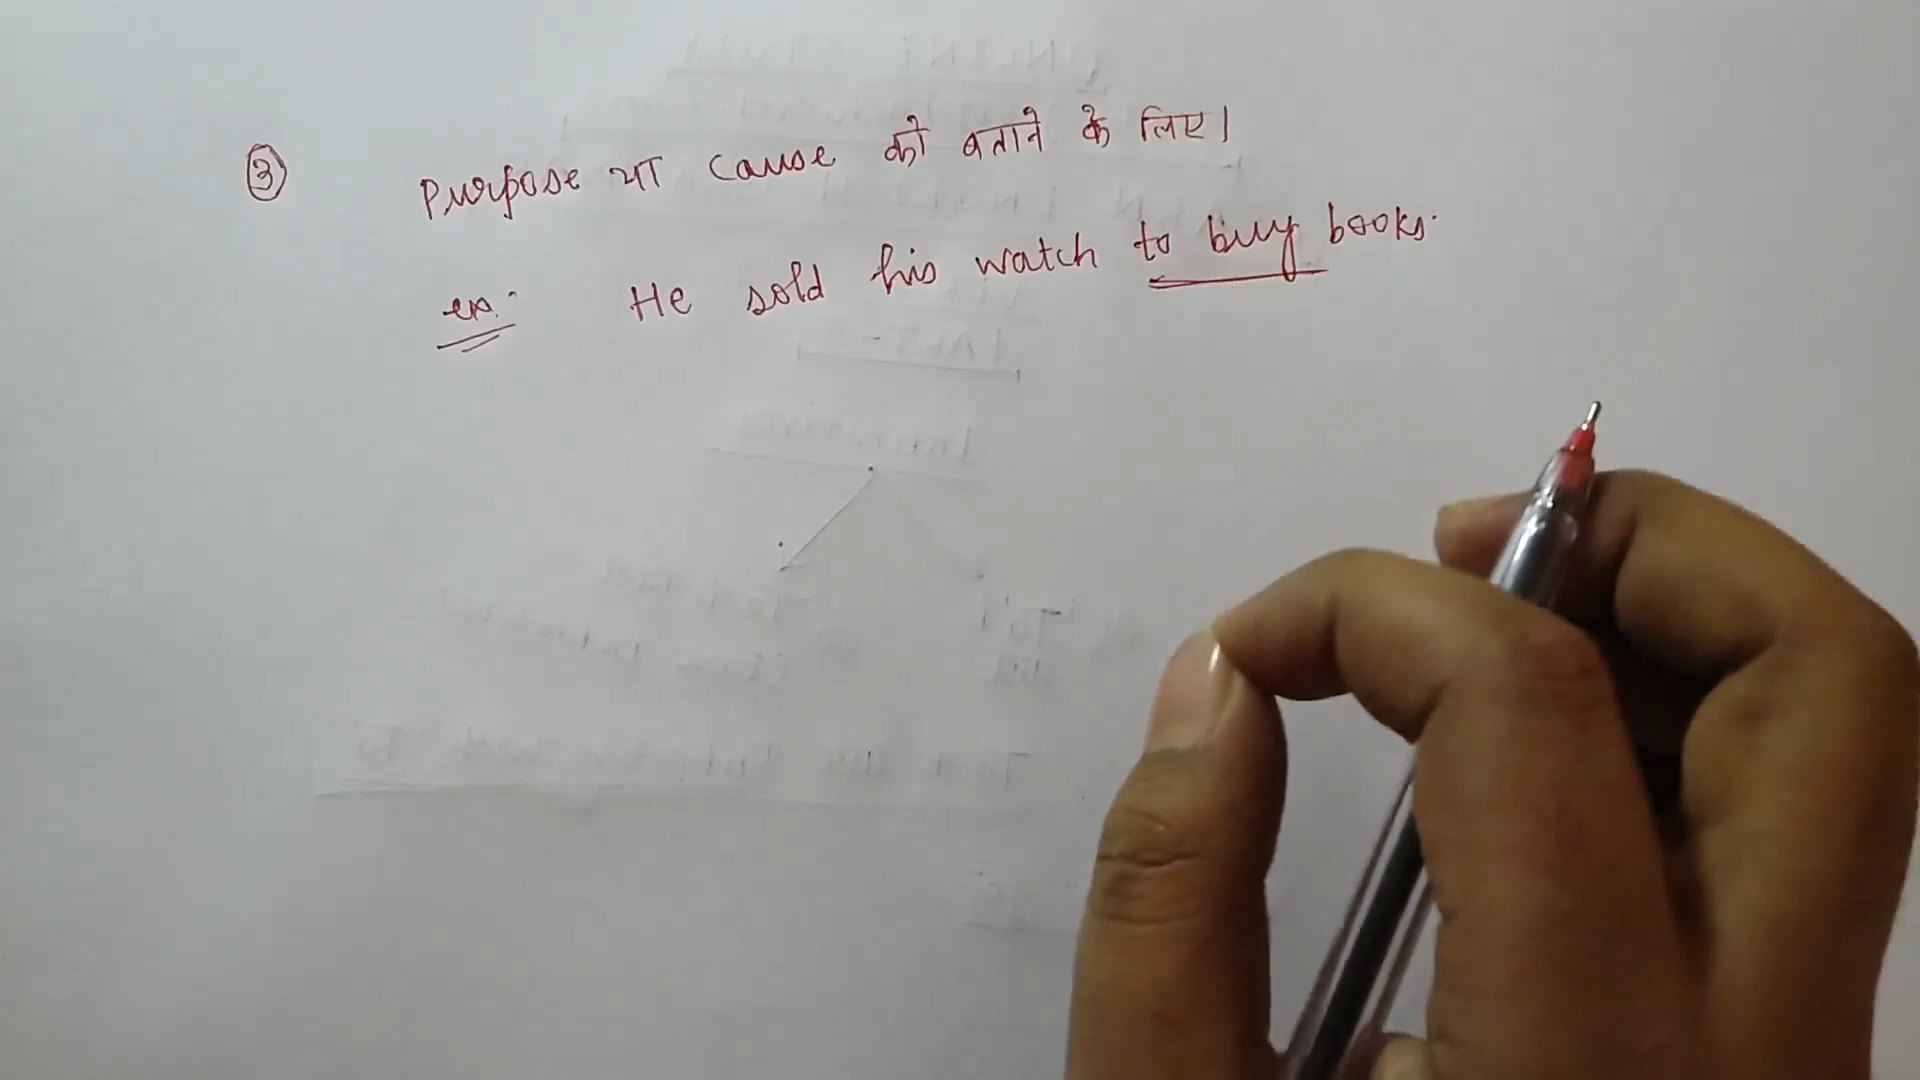 ③ Purpose या cause को बताने के लिए।
ex:- He sold his watch to buy books.